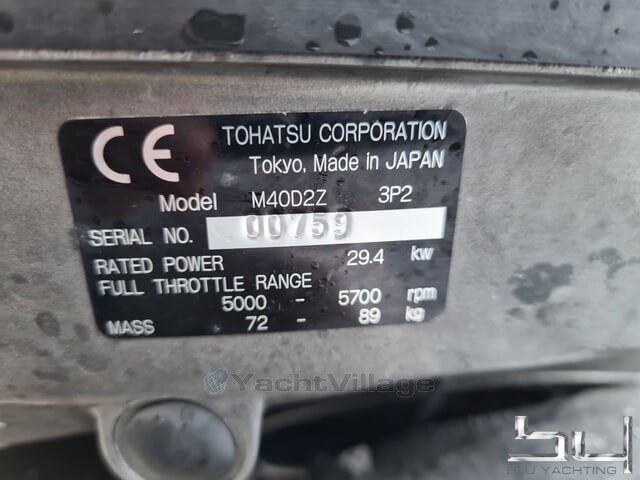 CE
TOHATSU CORPORATION
Tokyo, Made in JAPAN
Model M40D2Z 3P2
SERIAL NO. 00759
RATED POWER 29.4 kw
FULL THROTTLE RANGE
5000 - 5700 rpm
MASS 72 - 89 kg
YachtVillage
BLU YACHTING